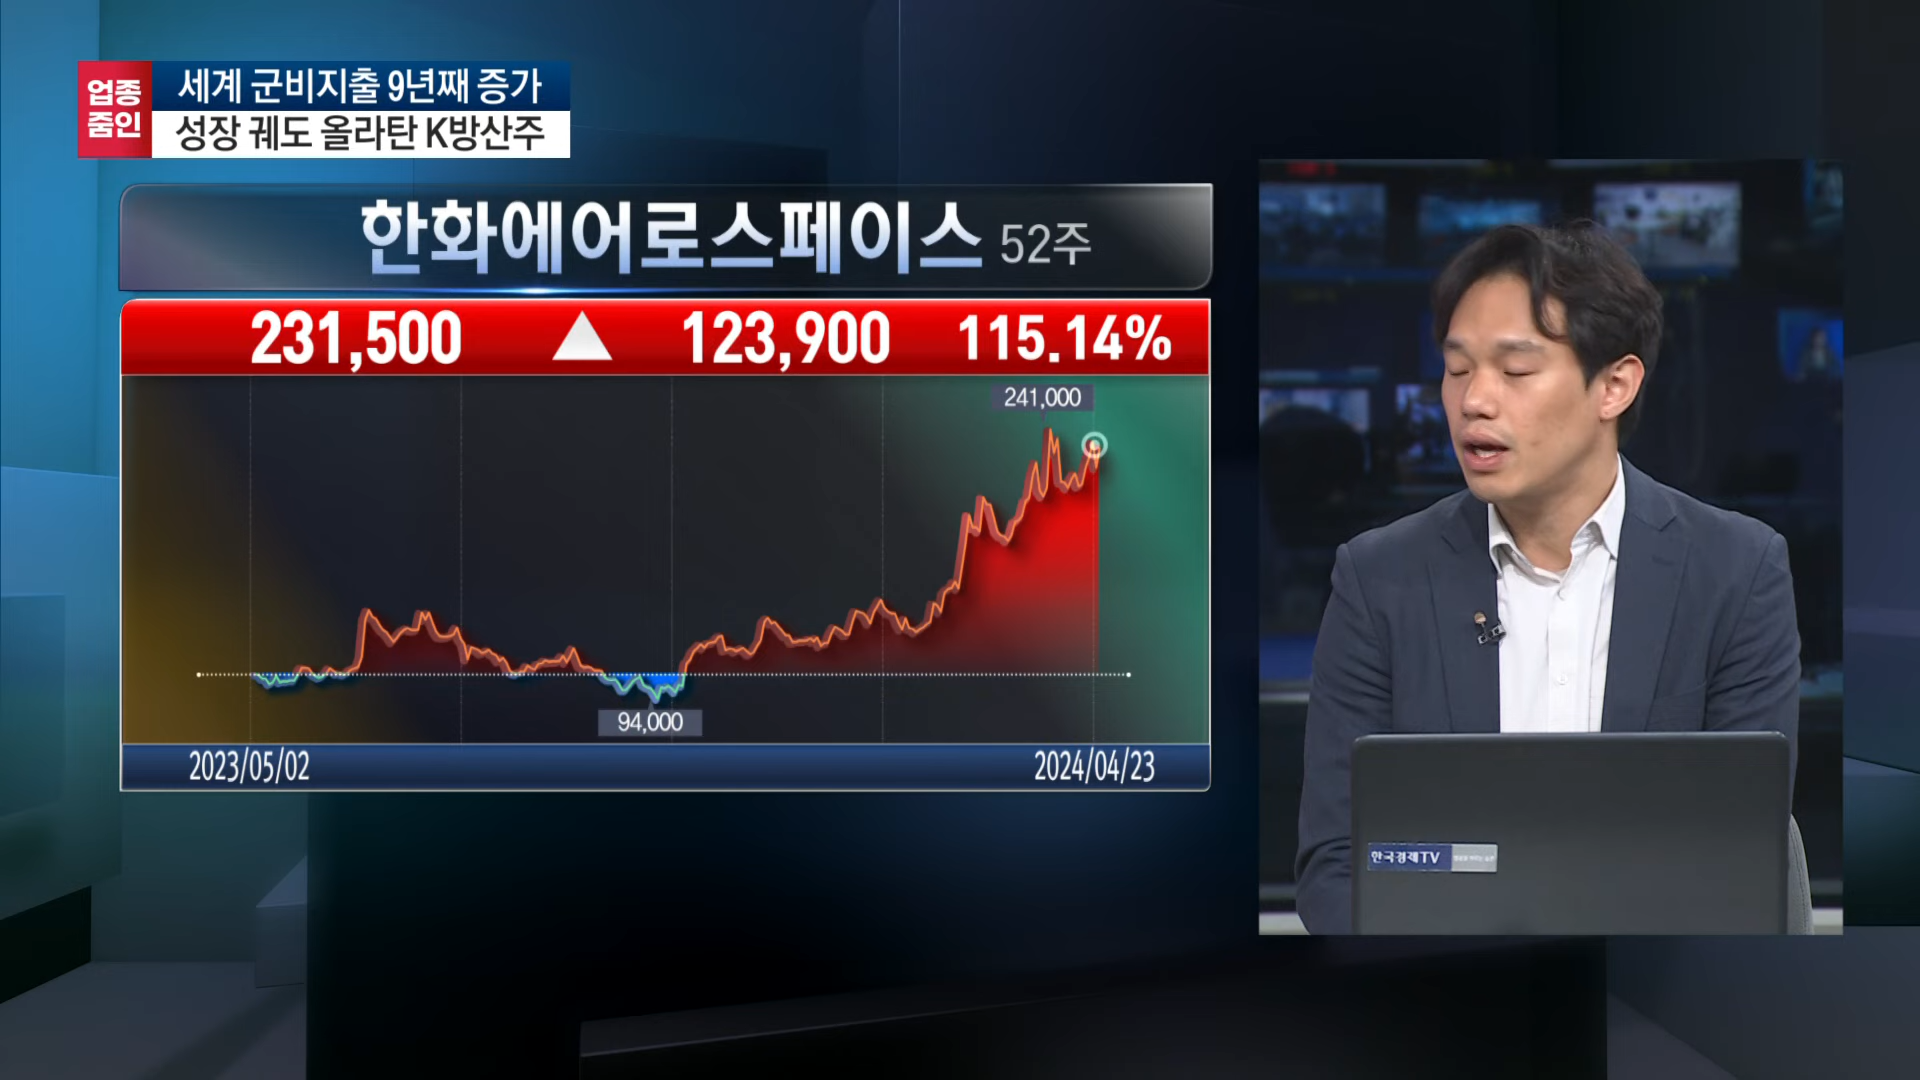 업종
줌인
세계 군비지출 9년째 증가
성장 궤도 올라탄 K방산주
한화에어로스페이스 52주
231,500 ▲ 123,900 115.14%
241,000
94,000
2023/05/02 2024/04/23
한국경제TV